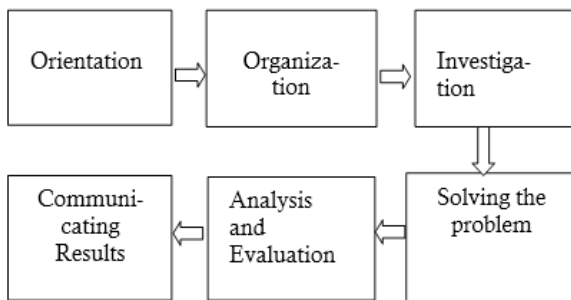 Orientation
Organiza-
tion
Investiga-
tion
Solving the
problem
Analysis
and
Evaluation
Communi-
cating
Results